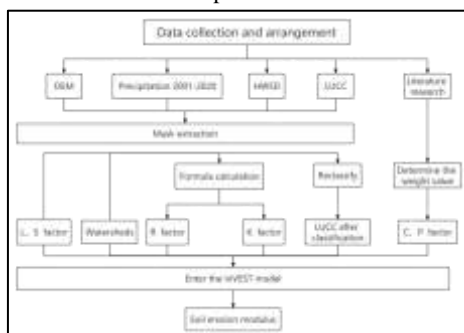 Data collection and arrangement
DEM
Precipitation 2001-2020
HWSD
LUCC
Literature
research
Mask extraction
Formula calculation
Reclassify
Determine the
weight value
L. S factor
Watersheds
R factor
K factor
LUCC after
classification
C. P factor
Enter the InVEST model
Soil erosion modulus